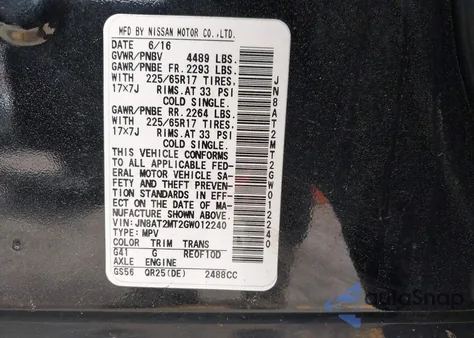 MFD BY NISSAN MOTOR CO.,LTD.
DATE 6/16
GVWR/PNBV 4489 LBS.
GAWR/PNBE FR. 2293 LBS.
WITH 225/65R17 TIRES,
17×7J RIMS.AT 33 PSI
COLD SINGLE.
GAWR/PNBE RR. 2264 LBS.
WITH 225/65R17 TIRES,
17×7J RIMS.AT 33 PSI
COLD SINGLE.
THIS VEHICLE CONFORMS
TO ALL APPLICABLE FED-
ERAL MOTOR VEHICLE SA-
FETY AND THEFT PREVEN-
TION STANDARDS IN EFF-
ECT ON THE DATE OF MA-
NUFACTURE SHOWN ABOVE.
VIN: JN8AT2MT2GW012240
TYPE: MPV
COLOR TRIM TRANS
G41 G RE0F10D
AXLE ENGINE
GS56 QR25(DE) 2488CC
JN8AT2MT2GW012240
autoSnap